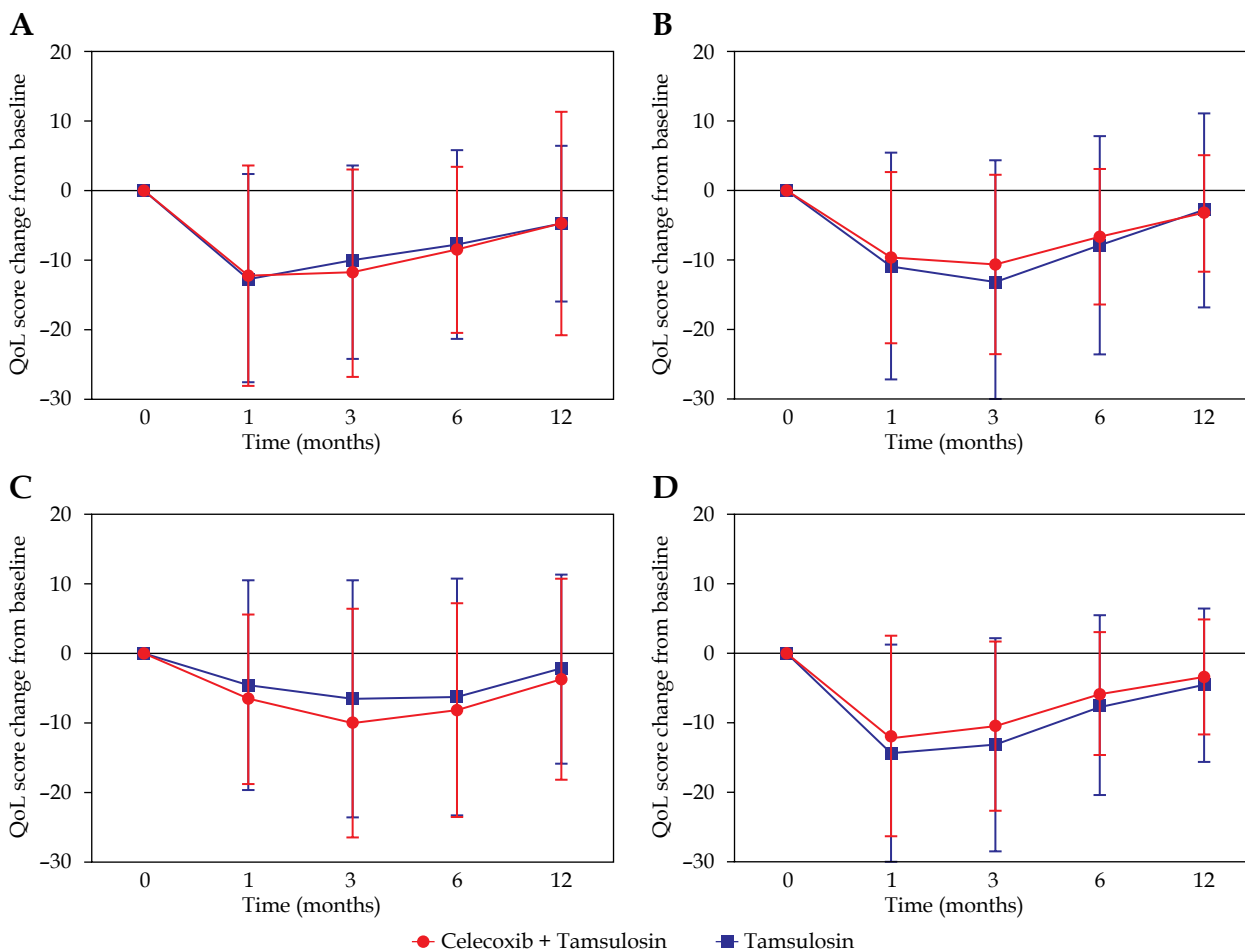 A
QoL score change from baseline
20
10
0
–10
–20
–30
0 1 3 6 12
Time (months)
B
QoL score change from baseline
20
10
0
–10
–20
–30
0 1 3 6 12
Time (months)
C
QoL score change from baseline
20
10
0
–10
–20
–30
0 1 3 6 12
Time (months)
D
QoL score change from baseline
20
10
0
–10
–20
–30
0 1 3 6 12
Time (months)
Celecoxib + Tamsulosin Tamsulosin